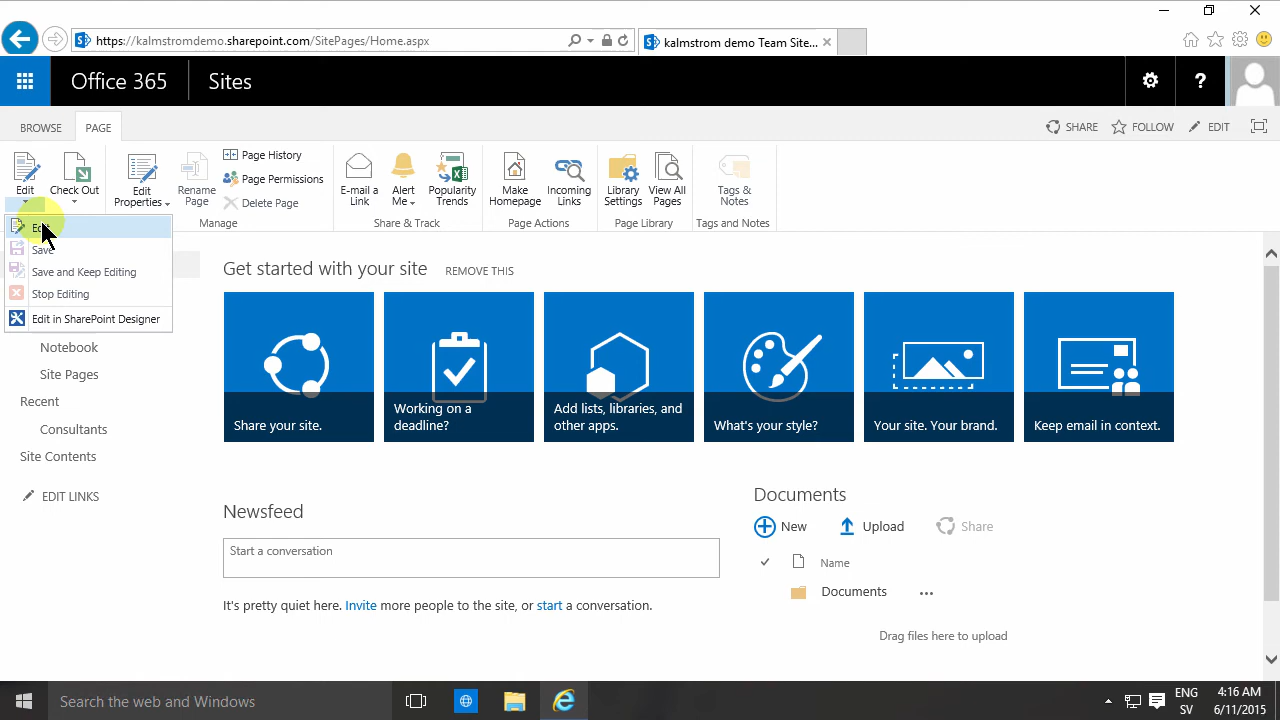 https://kalmstromdemo.sharepoint.com/SitePages/Home.aspx
kalmstrom demo Team Site...
Office 365
Sites
?
BROWSE
PAGE
SHARE
FOLLOW
EDIT
Edit
Check Out
Edit Properties
Rename Page
Page History
Page Permissions
Delete Page
E-mail a Link
Alert Me
Popularity Trends
Make Homepage
Incoming Links
Library Settings
View All Pages
Tags & Notes
Manage
Share & Track
Page Actions
Page Library
Tags and Notes
Save
Save and Keep Editing
Stop Editing
Edit in SharePoint Designer
Notebook
Site Pages
Recent
Consultants
Site Contents
EDIT LINKS
Get started with your site
REMOVE THIS
Share your site.
Working on a deadline?
Add lists, libraries, and other apps.
What's your style?
Your site. Your brand.
Keep email in context.
Newsfeed
Start a conversation
It's pretty quiet here. Invite more people to the site, or start a conversation.
Documents
New
Upload
Share
Name
Documents
...
Drag files here to upload
Search the web and Windows
ENG
SV
4:16 AM
6/11/2015